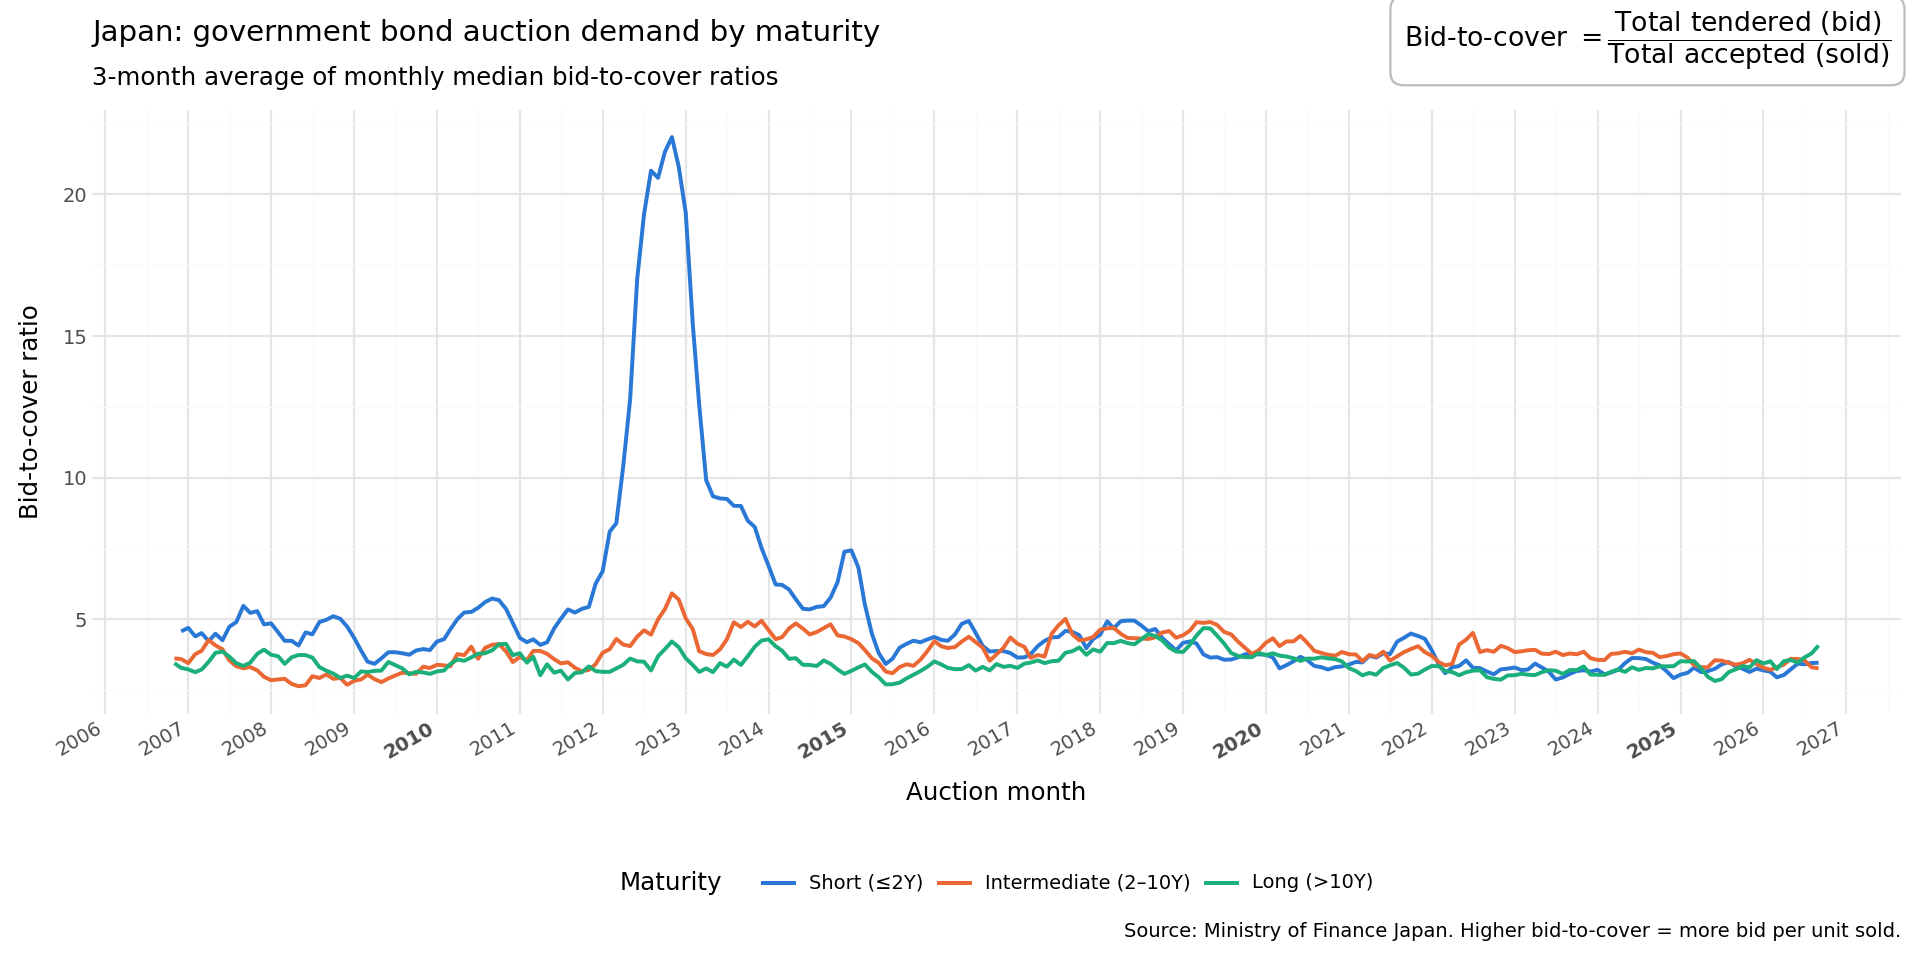 Japan: government bond auction demand by maturity
3-month average of monthly median bid-to-cover ratios
Bid-to-cover = Total tendered (bid)
Total accepted (sold)
Bid-to-cover ratio
20
15
10
5
2006 2007 2008 2009 2010 2011 2012 2013 2014 2015 2016 2017 2018 2019 2020 2021 2022 2023 2024 2025 2026 2027
Auction month
Maturity Short (≤2Y) Intermediate (2–10Y) Long (>10Y)
Source: Ministry of Finance Japan. Higher bid-to-cover = more bid per unit sold.